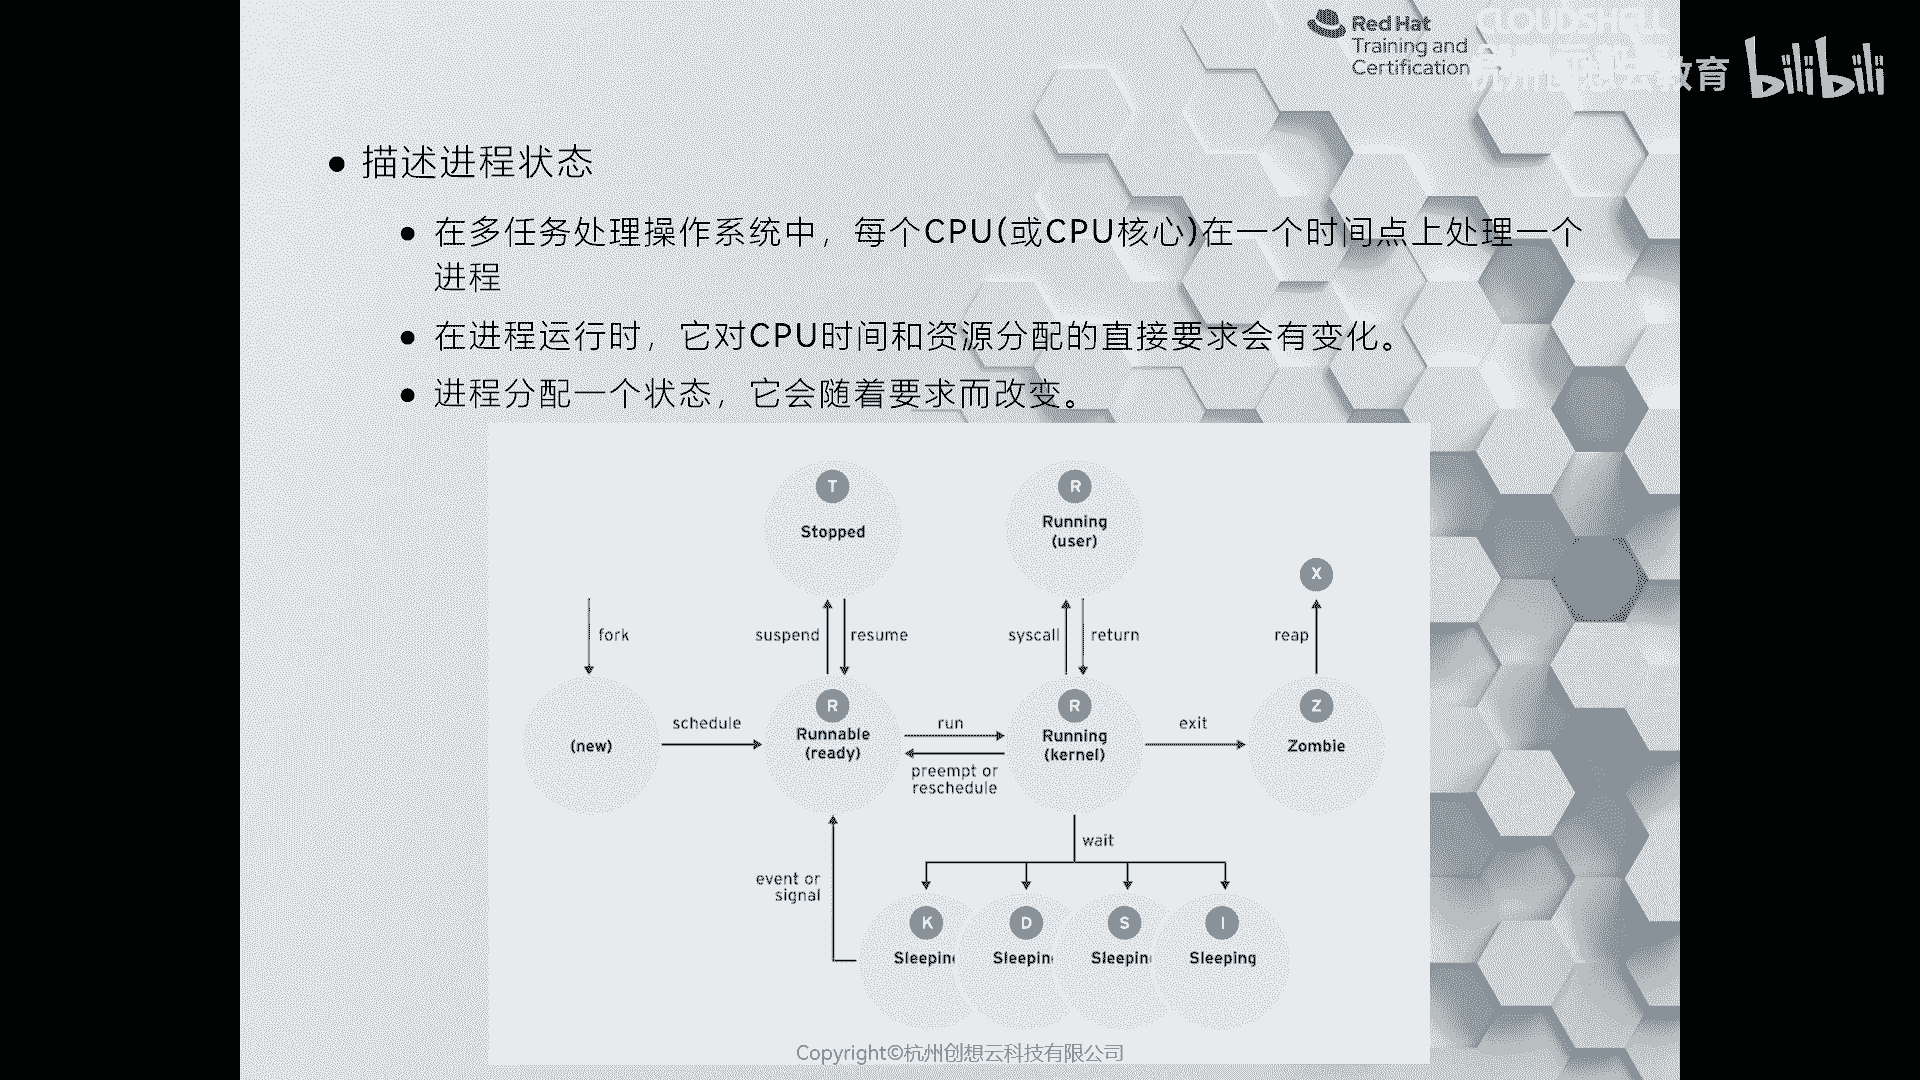 CLOUDSHELL
Red Hat
Training and
Certification
教育
bilibili
● 描述进程状态
● 在多任务处理操作系统中，每个CPU(或CPU核心)在一个时间点上处理一个
进程
● 在进程运行时，它对CPU时间和资源分配的直接要求会有变化。
● 进程分配一个状态，它会随着要求而改变。
T
Stopped
R
Running
(user)
X
fork
suspend
resume
syscall
return
reap
(new)
schedule
R
Runnable
(ready)
run
preempt or
reschedule
R
Running
(kernel)
exit
Z
Zombie
wait
event or
signal
K
Sleepin
D
Sleepin
S
Sleepin
I
Sleeping
Copyright©杭州创想云科技有限公司